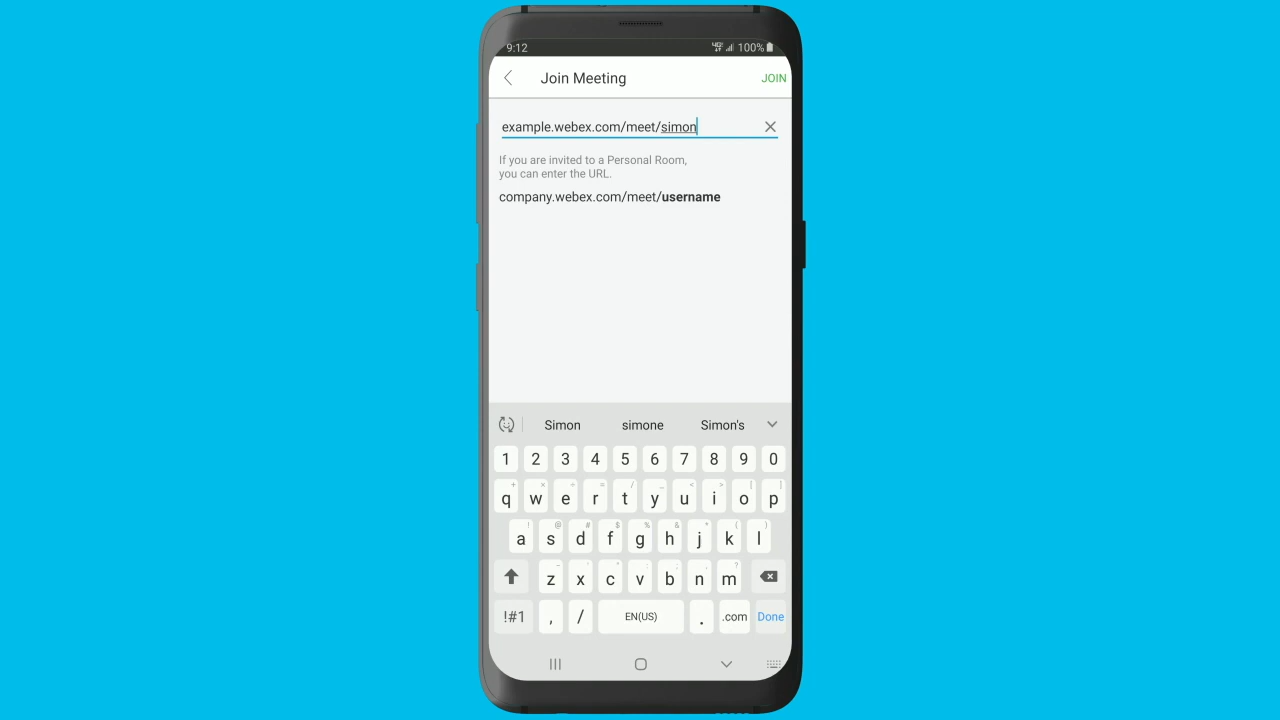 9:12 100%
Join Meeting JOIN
example.webex.com/meet/simon
If you are invited to a Personal Room,
you can enter the URL.
company.webex.com/meet/username
Simon simone Simon's
1 2 3 4 5 6 7 8 9 0
q w e r t y u i o p
a s d f g h j k l
z x c v b n m
!#1 , / EN(US) . .com Done